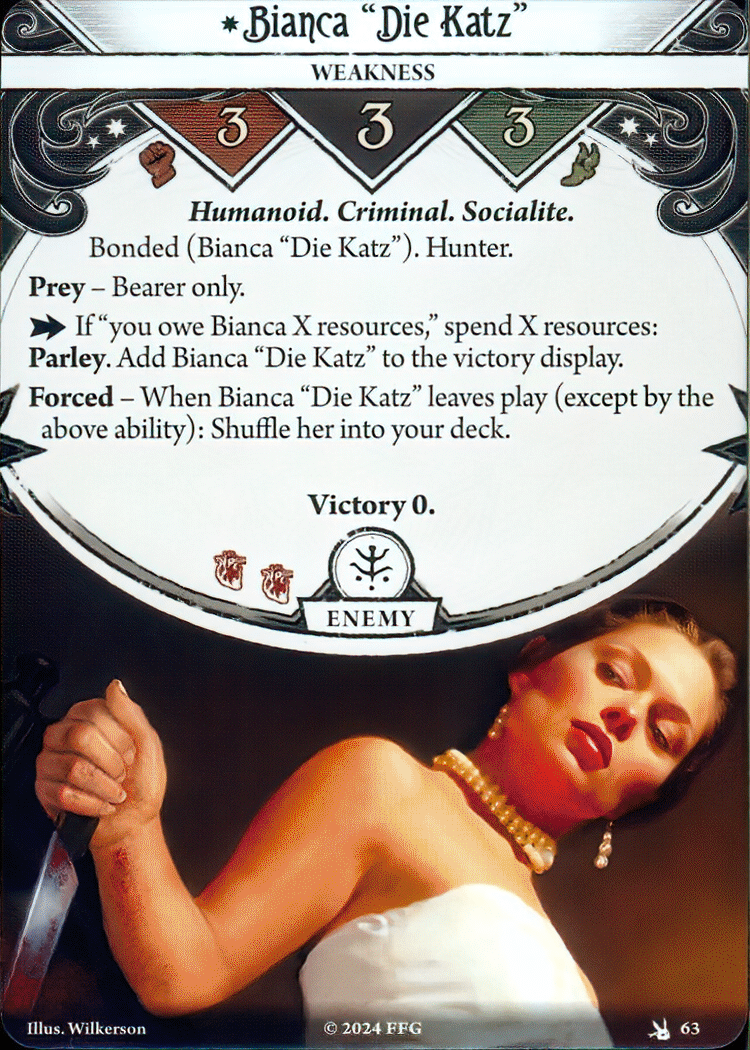 Bianca “Die Katz”
WEAKNESS
3 3 3
Humanoid. Criminal. Socialite.
Bonded (Bianca “Die Katz”). Hunter.
Prey – Bearer only.
If “you owe Bianca X resources,” spend X resources:
Parley. Add Bianca “Die Katz” to the victory display.
Forced – When Bianca “Die Katz” leaves play (except by the
above ability): Shuffle her into your deck.
Victory 0.
ENEMY
Illus. Wilkerson © 2024 FFG 63